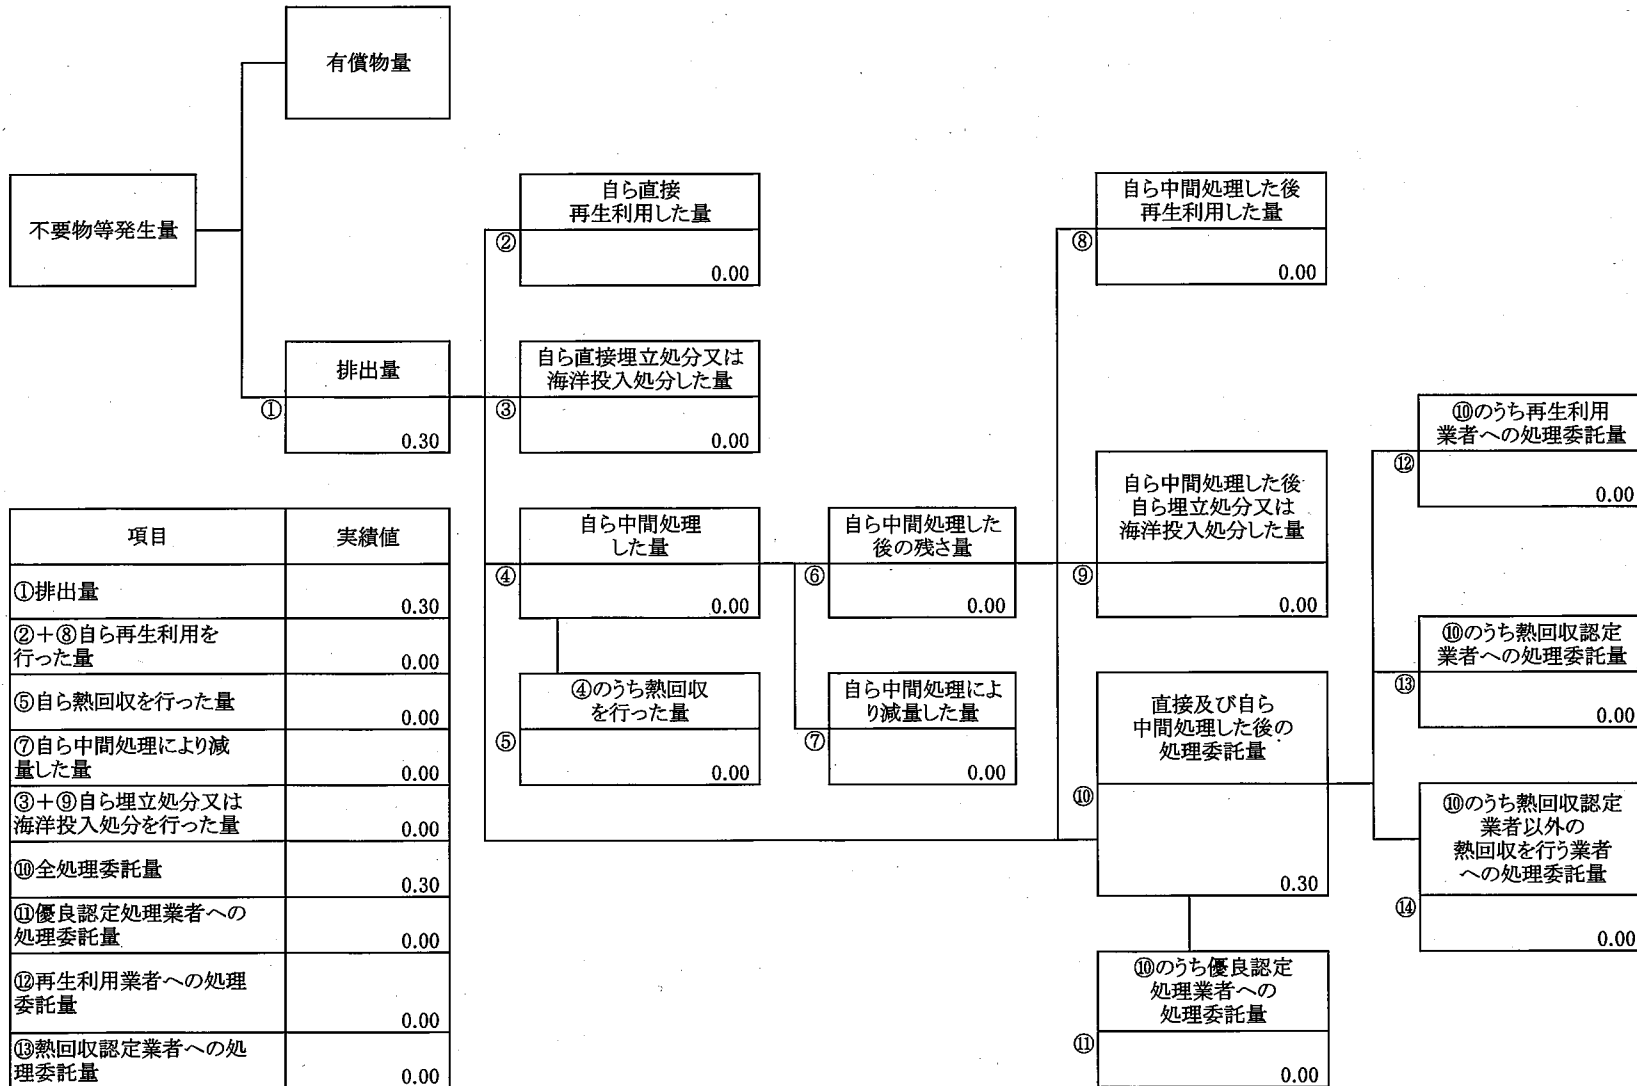 有償物量
不要物等発生量
自ら直接
再生利用した量
②
0.00
自ら中間処理した後
再生利用した量
⑧
0.00
排出量
①
0.30
自ら直接埋立処分又は
海洋投入処分した量
③
0.00
⑩のうち再生利用
業者への処理委託量
⑫
0.00
自ら中間処理
した量
④
0.00
自ら中間処理した
後の残さ量
⑥
0.00
自ら中間処理した後
自ら埋立処分又は
海洋投入処分した量
⑨
0.00
⑩のうち熱回収認定
業者への処理委託量
⑬
0.00
④のうち熱回収
を行った量
⑤
0.00
自ら中間処理によ
り減量した量
⑦
0.00
直接及び自ら
中間処理した後の
処理委託量
⑩
0.30
⑩のうち熱回収認定
業者以外の
熱回収を行う業者
への処理委託量
⑭
0.00
⑩のうち優良認定
処理業者への
処理委託量
⑪
0.00
項目 実績値
①排出量 0.30
②+⑧自ら再生利用を
行った量 0.00
⑤自ら熱回収を行った量 0.00
⑦自ら中間処理により減
量した量 0.00
③+⑨自ら埋立処分又は
海洋投入処分を行った量 0.00
⑩全処理委託量 0.30
⑪優良認定処理業者への
処理委託量 0.00
⑫再生利用業者への処理
委託量 0.00
⑬熱回収認定業者への処
理委託量 0.00